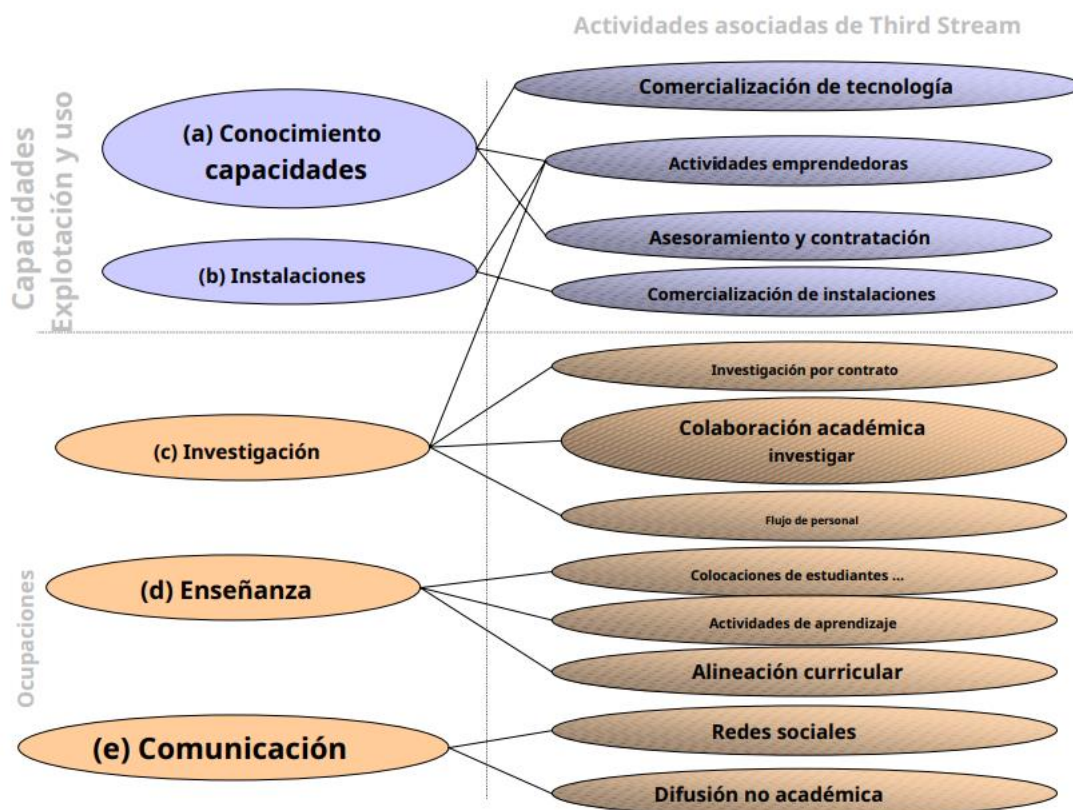 Actividades asociadas de Third Stream
Capacidades
Explotación y uso
(a) Conocimiento
capacidades
(b) Instalaciones
Comercialización de tecnología
Actividades emprendedoras
Asesoramiento y contratación
Comercialización de instalaciones
Ocupaciones
(c) Investigación
(d) Enseñanza
(e) Comunicación
Investigación por contrato
Colaboración académica
investigar
Flujo de personal
Colocaciones de estudiantes ...
Actividades de aprendizaje
Alineación curricular
Redes sociales
Difusión no académica